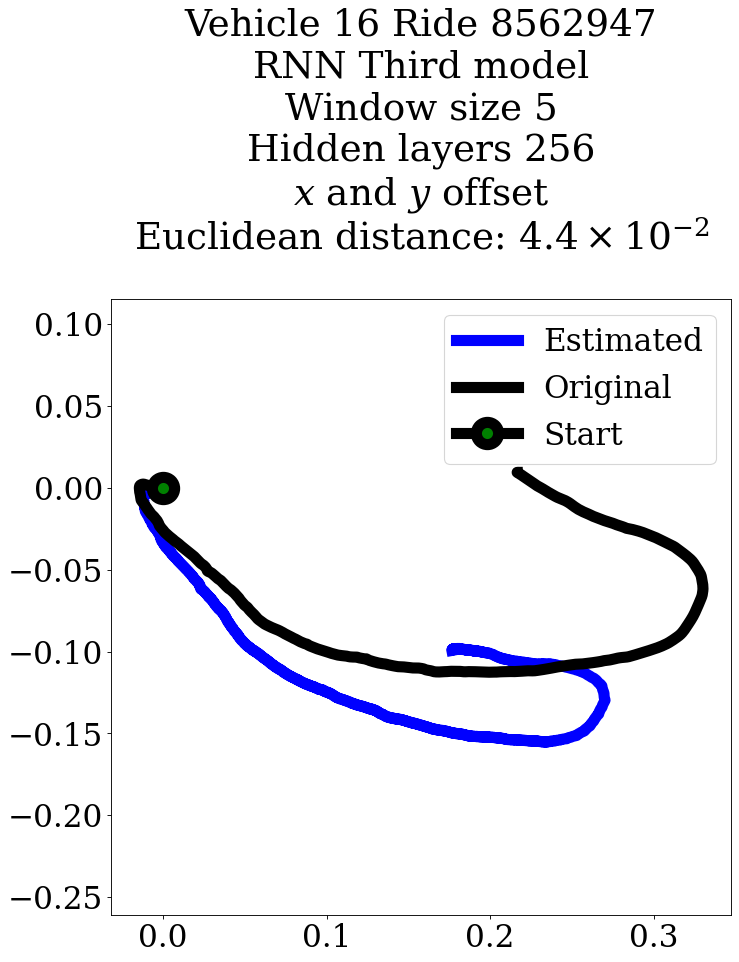 Vehicle 16 Ride 8562947
RNN Third model
Window size 5
Hidden layers 256
x and y offset
Euclidean distance: 4.4 × 10⁻²
Estimated
Original
Start
0.10
0.05
0.00
−0.05
−0.10
−0.15
−0.20
−0.25
0.0 0.1 0.2 0.3